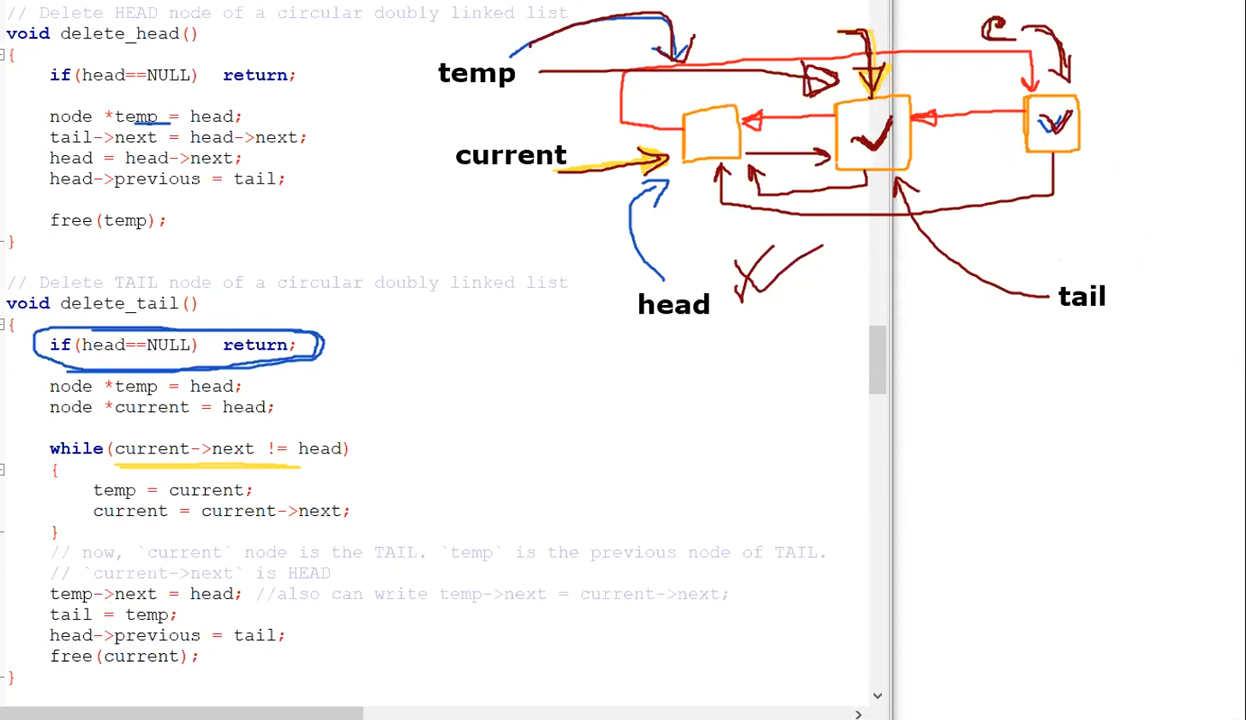 // Delete HEAD node of a circular doubly linked list
void delete_head()
{
if(head==NULL) return;
node *temp = head;
tail->next = head->next;
head = head->next;
head->previous = tail;
free(temp);
}
// Delete TAIL node of a circular doubly linked list
void delete_tail()
{
if(head==NULL) return;
node *temp = head;
node *current = head;
while(current->next != head)
{
temp = current;
current = current->next;
}
// now, `current` node is the TAIL. `temp` is the previous node of TAIL.
// `current->next` is HEAD
temp->next = head; //also can write temp->next = current->next;
tail = temp;
head->previous = tail;
free(current);
}
temp
current
head
tail
c